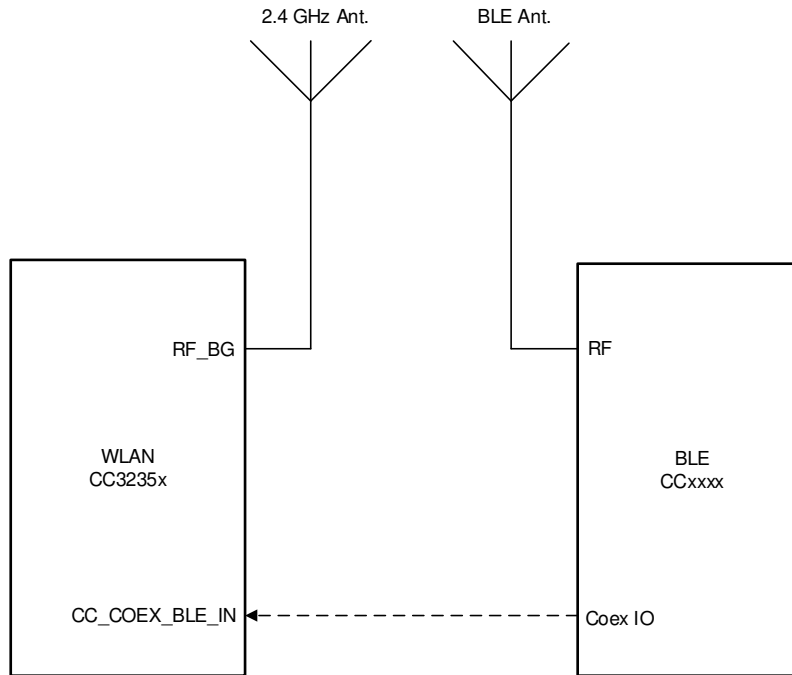 2.4 GHz Ant.
BLE Ant.
RF_BG
RF
WLAN
CC3235x
BLE
CCxxxx
CC_COEX_BLE_IN
Coex IO